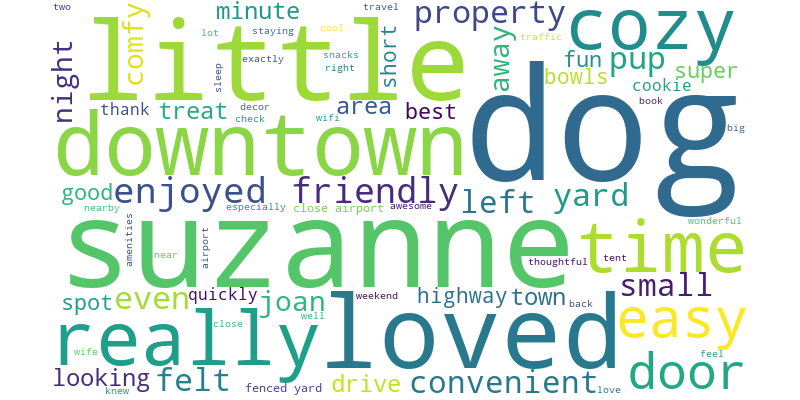 two
comfy
minute
travel
property
cozy
little
lot
staying
cool
traffic
short
away
fun
pup
super
night
exactly
snacks
right
sleep
bowls
cookie
dog
thank
treat
decor
check
area
wifi
best
book
big
downtown
good
enjoyed
friendly
left
yard
nearby
especially
close airport
awesome
wonderful
suzanne
time
amenities
near
airport
thoughtful
tent
small
spot
even
quickly
joan
weekend
highway
town
back
easy
really
loved
close
well
wife
feel
door
looking
knew
felt
fenced yard
drive
convenient
love